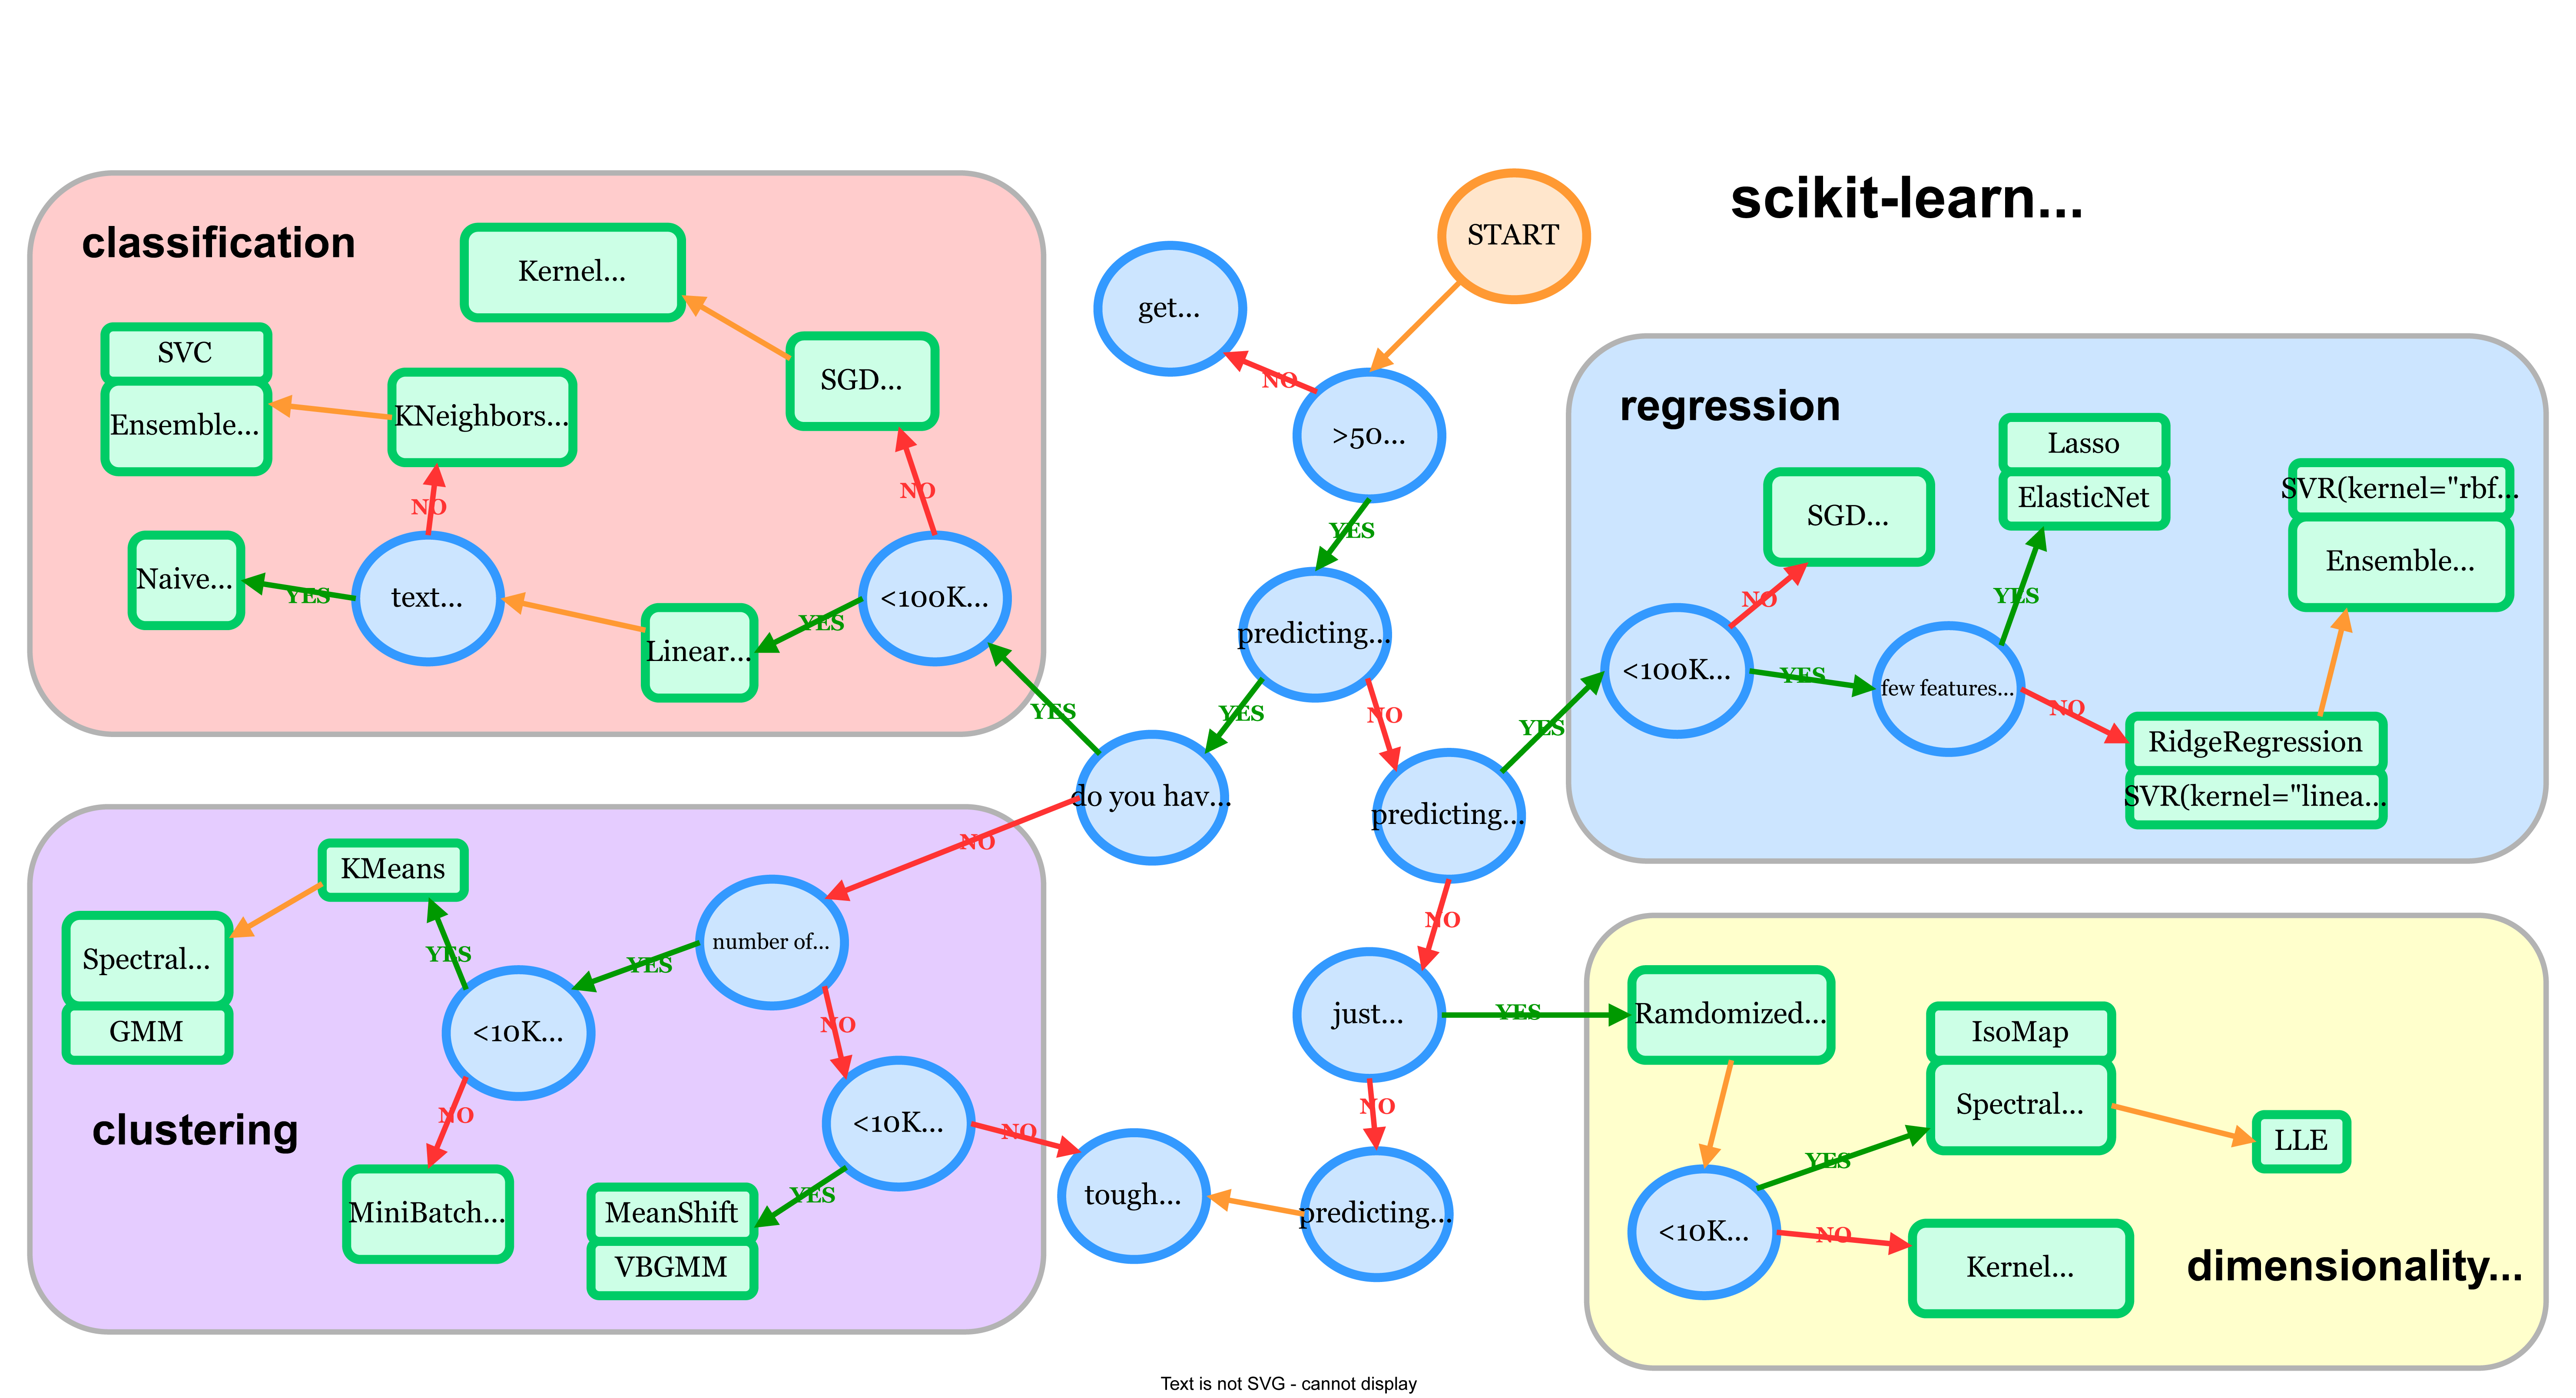 scikit-learn...
START
get...
NO
>50...
YES
predicting...
YES
NO
do you hav...
predicting...
YES
NO
YES
NO
just...
YES
NO
predicting...
tough...
classification
Kernel...
SVC
Ensemble...
KNeighbors...
SGD...
NO
NO
Naive...
YES
text...
Linear...
YES
<100K...
regression
Lasso
ElasticNet
SVR(kernel="rbf...
Ensemble...
SGD...
NO
YES
<100K...
YES
few features...
NO
RidgeRegression
SVR(kernel="linea...
clustering
KMeans
Spectral...
GMM
YES
<10K...
YES
number of...
NO
NO
<10K...
NO
MiniBatch...
YES
MeanShift
VBGMM
dimensionality...
Ramdomized...
IsoMap
Spectral...
LLE
YES
<10K...
NO
Kernel...
Text is not SVG - cannot display